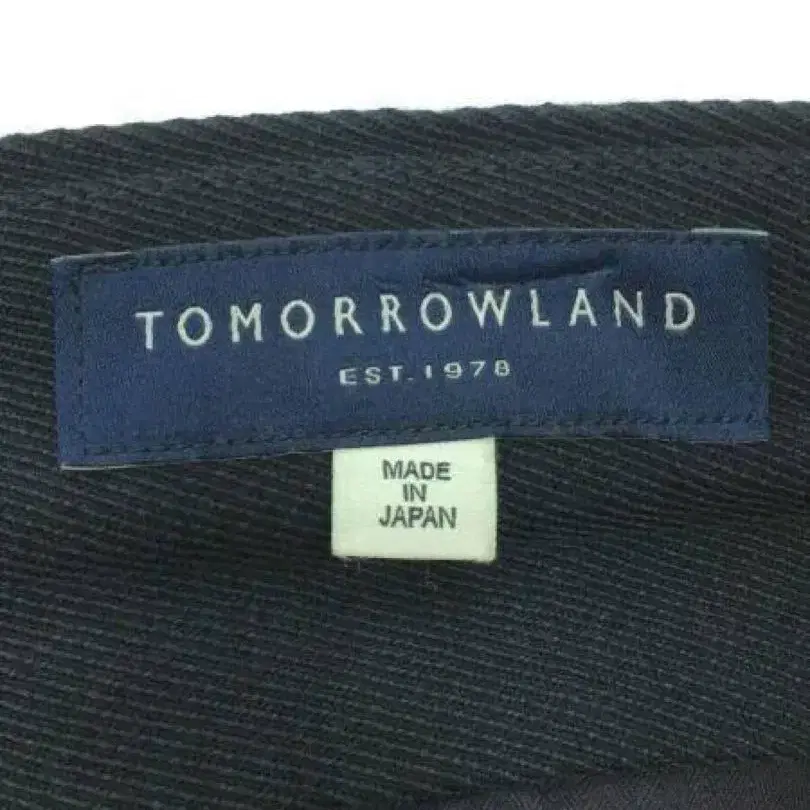 TOMORROWLAND
EST. 1978
MADE
IN
JAPAN